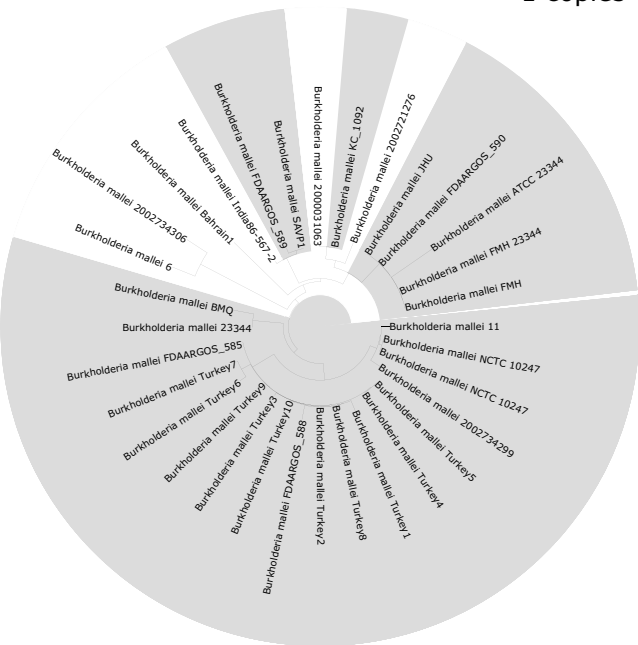 Burkholderia mallei 6
Burkholderia mallei 2002734306
Burkholderia mallei Bahrain1
Burkholderia mallei India86-567-2
Burkholderia mallei FDAARGOS_589
Burkholderia mallei SAVP1
Burkholderia mallei 2000031063
Burkholderia mallei KC_1092
Burkholderia mallei 2002721276
Burkholderia mallei JHU
Burkholderia mallei FDAARGOS_590
Burkholderia mallei ATCC 23344
Burkholderia mallei FMH 23344
Burkholderia mallei FMH
Burkholderia mallei 11
Burkholderia mallei NCTC 10247
Burkholderia mallei NCTC 10247
Burkholderia mallei 2002734299
Burkholderia mallei Turkey5
Burkholderia mallei Turkey4
Burkholderia mallei Turkey1
Burkholderia mallei Turkey8
Burkholderia mallei Turkey2
Burkholderia mallei FDAARGOS_588
Burkholderia mallei Turkey10
Burkholderia mallei Turkey3
Burkholderia mallei Turkey9
Burkholderia mallei Turkey6
Burkholderia mallei Turkey7
Burkholderia mallei FDAARGOS_585
Burkholderia mallei 23344
Burkholderia mallei BMQ